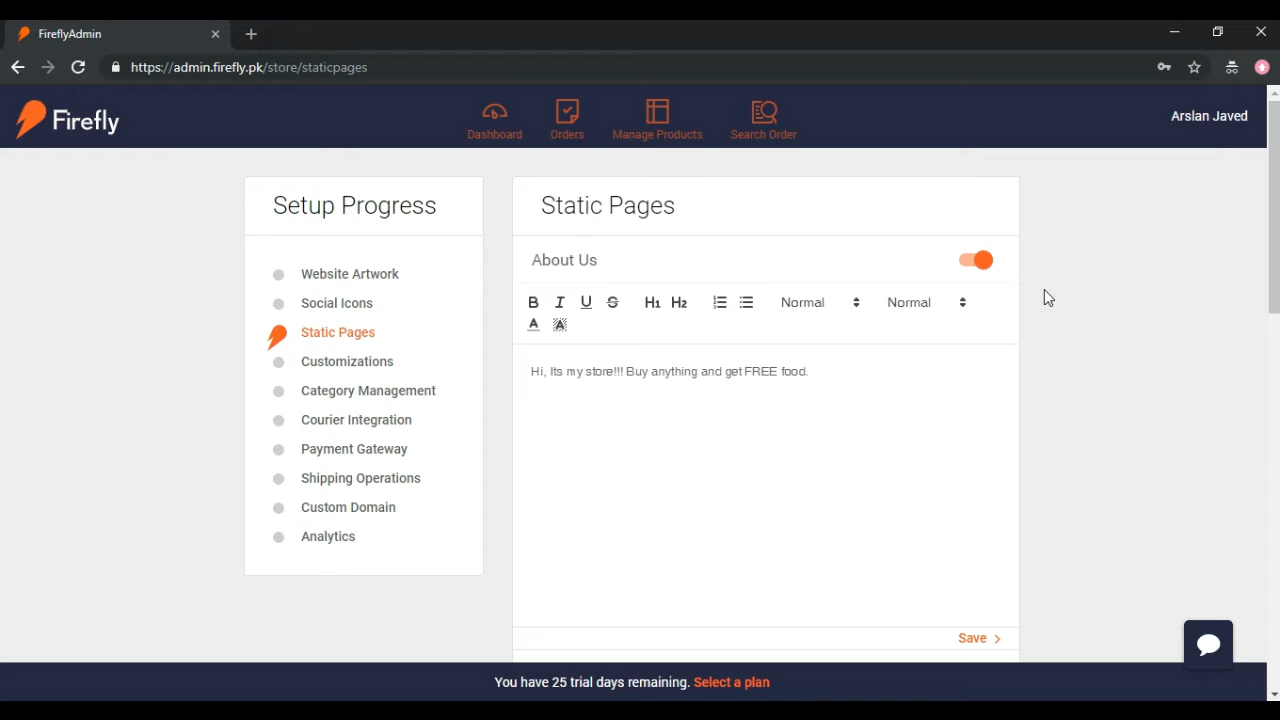 FireflyAdmin
https://admin.firefly.pk/store/staticpages
Firefly
Dashboard
Orders
Manage Products
Search Order
Arslan Javed
Setup Progress
Website Artwork
Social Icons
Static Pages
Customizations
Category Management
Courier Integration
Payment Gateway
Shipping Operations
Custom Domain
Analytics
Static Pages
About Us
B I U S H1 H2 Normal Normal
A A
Hi, Its my store!!! Buy anything and get FREE food.
Save
You have 25 trial days remaining. Select a plan